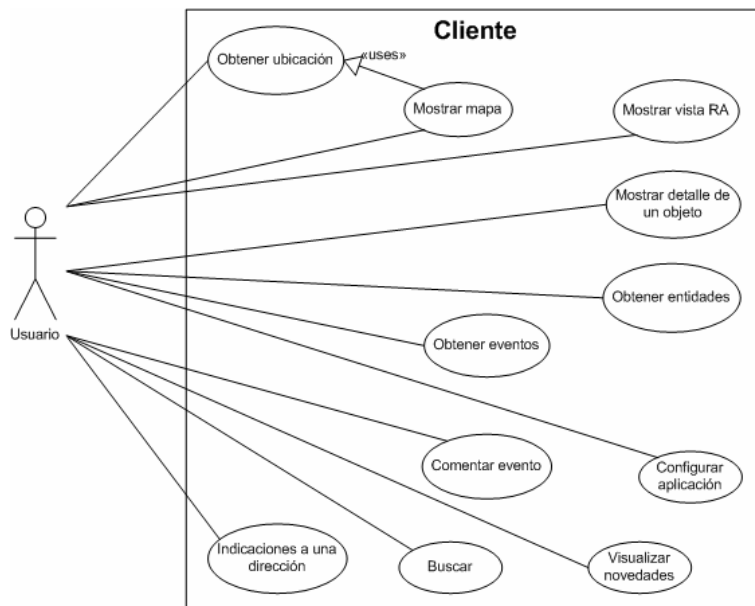 Cliente
Obtener ubicación
«uses»
Mostrar mapa
Mostrar vista RA
Mostrar detalle de
un objeto
Usuario
Obtener entidades
Obtener eventos
Comentar evento
Configurar
aplicación
Indicaciones a una
dirección
Buscar
Visualizar
novedades